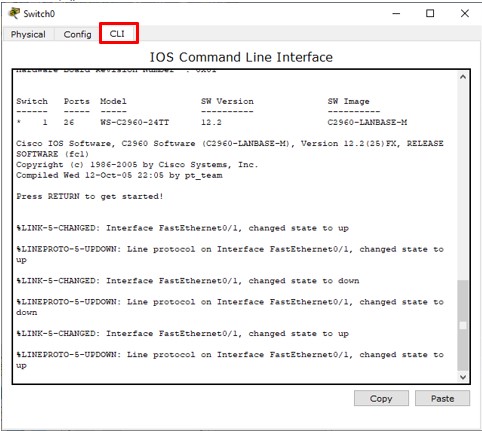 Switch0
Physical Config CLI
IOS Command Line Interface
Hardware Board Revision Number : 0x01
Switch Ports Model SW Version SW Image
------ ----- ----- ---------- ----------
* 1 26 WS-C2960-24TT 12.2 C2960-LANBASE-M
Cisco IOS Software, C2960 Software (C2960-LANBASE-M), Version 12.2(25)FX, RELEASE
SOFTWARE (fc1)
Copyright (c) 1986-2005 by Cisco Systems, Inc.
Compiled Wed 12-Oct-05 22:05 by pt_team
Press RETURN to get started!
%LINK-5-CHANGED: Interface FastEthernet0/1, changed state to up
%LINEPROTO-5-UPDOWN: Line protocol on Interface FastEthernet0/1, changed state to
up
%LINK-5-CHANGED: Interface FastEthernet0/1, changed state to down
%LINEPROTO-5-UPDOWN: Line protocol on Interface FastEthernet0/1, changed state to
down
%LINK-5-CHANGED: Interface FastEthernet0/1, changed state to up
%LINEPROTO-5-UPDOWN: Line protocol on Interface FastEthernet0/1, changed state to
up
Copy Paste